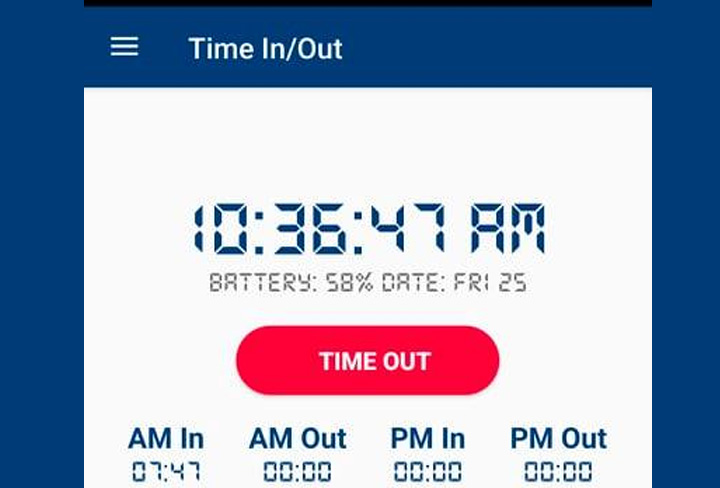 Time In/Out
10:36:47 AM
BATTERY: 58% DATE: FRI 25
TIME OUT
AM In AM Out PM In PM Out
07:47 00:00 00:00 00:00